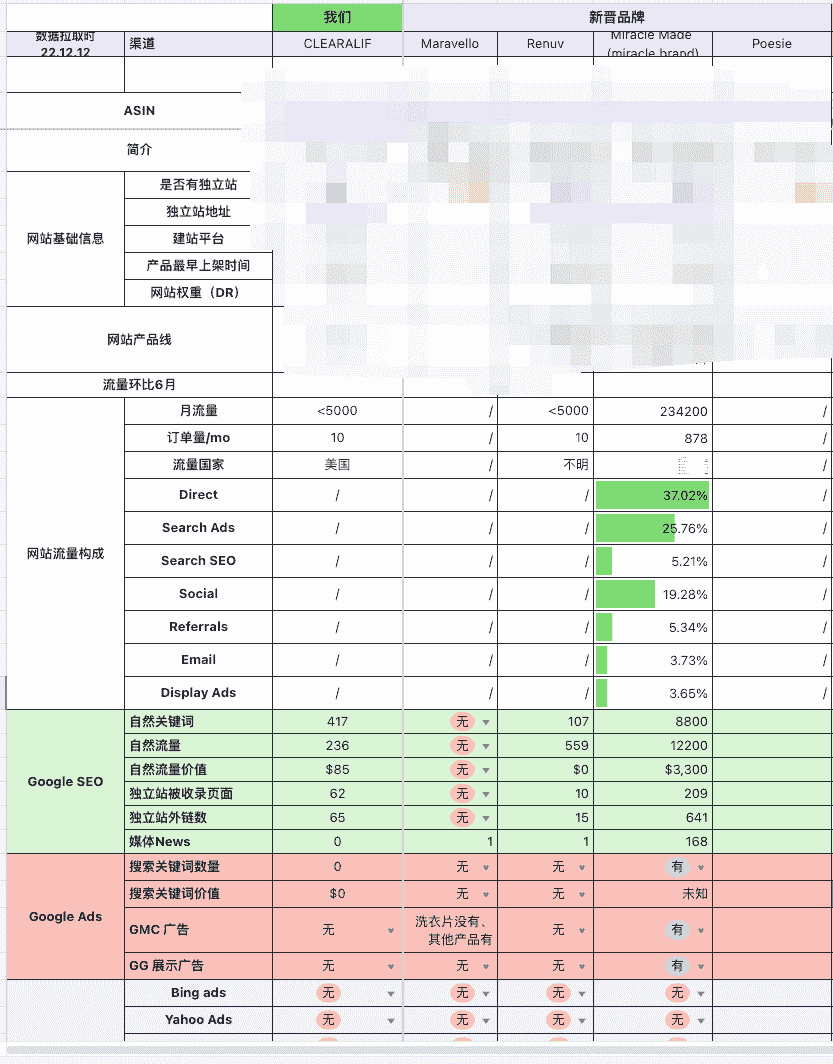 我们 新晋品牌
数据拉取时 22.12.12 渠道 CLEARALIF Maravello Renuv Miracle Made (miracle brand) Poesie
ASIN
简介
网站基础信息 是否有独立站
独立站地址
建站平台
产品最早上架时间
网站权重（DR）
网站产品线
流量环比6月
网站流量构成 月流量 <5000 / <5000 234200 /
订单量/mo 10 / 10 878 /
流量国家 美国 / 不明 /
Direct / / / 37.02% /
Search Ads / / / 25.76% /
Search SEO / / / 5.21% /
Social / / / 19.28% /
Referrals / / / 5.34% /
Email / / / 3.73% /
Display Ads / / / 3.65% /
Google SEO 自然关键词 417 无 107 8800
自然流量 236 无 559 12200
自然流量价值 $85 无 $0 $3,300
独立站被收录页面 62 无 10 209
独立站外链数 65 无 15 641
媒体News 0 1 1 168
Google Ads 搜索关键词数量 0 无 无 有
搜索关键词价值 $0 无 无 未知
GMC 广告 无 洗衣片没有、其他产品有 无 有
GG 展示广告 无 无 无 有
Bing ads 无 无 无 无
Yahoo Ads 无 无 无 无